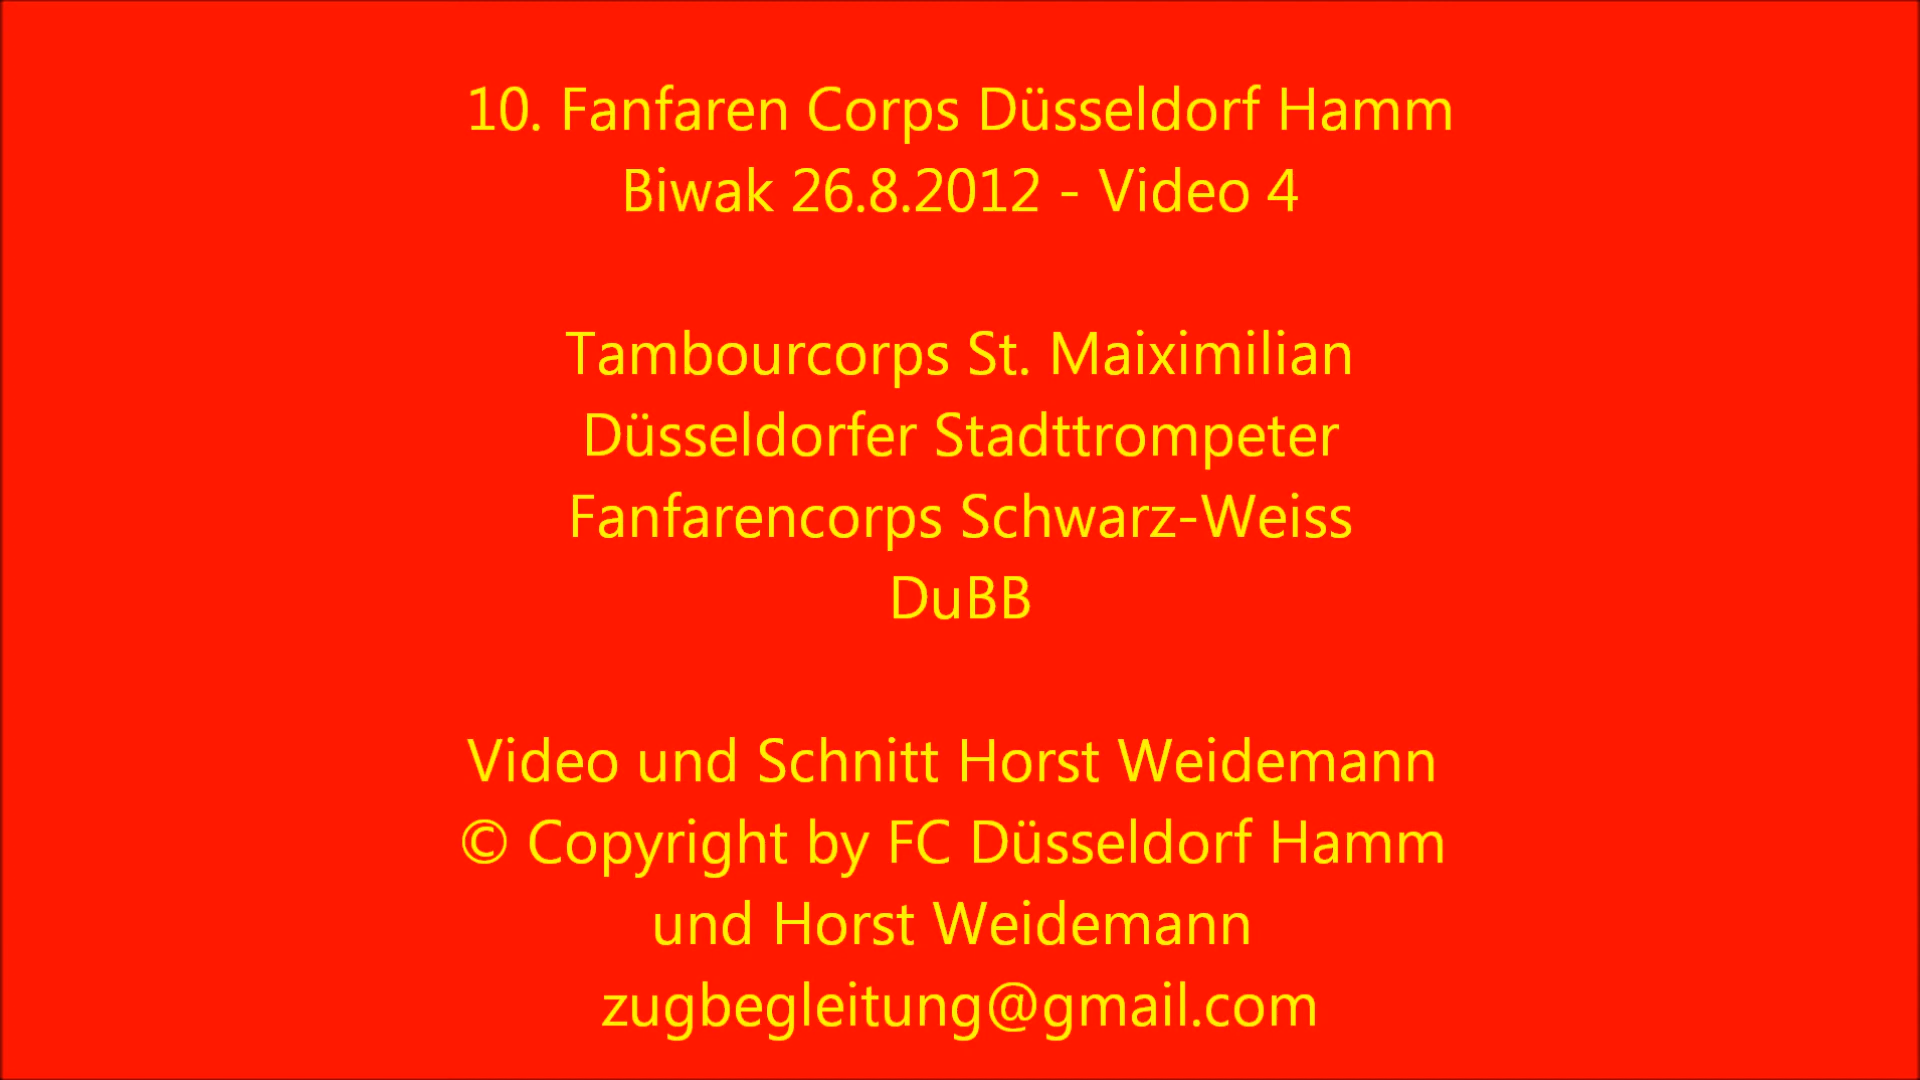 10. Fanfaren Corps Düsseldorf Hamm
Biwak 26.8.2012 - Video 4
Tambourcorps St. Maiximilian
Düsseldorfer Stadttrompeter
Fanfarencorps Schwarz-Weiss
DuBB
Video und Schnitt Horst Weidemann
© Copyright by FC Düsseldorf Hamm
und Horst Weidemann
zugbegleitung@gmail.com